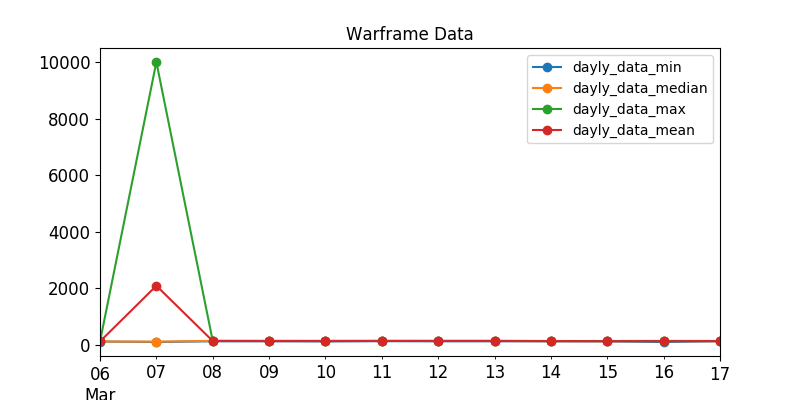 Warframe Data
10000
8000
6000
4000
2000
0
dayly_data_min
dayly_data_median
dayly_data_max
dayly_data_mean
06 07 08 09 10 11 12 13 14 15 16 17
Mar